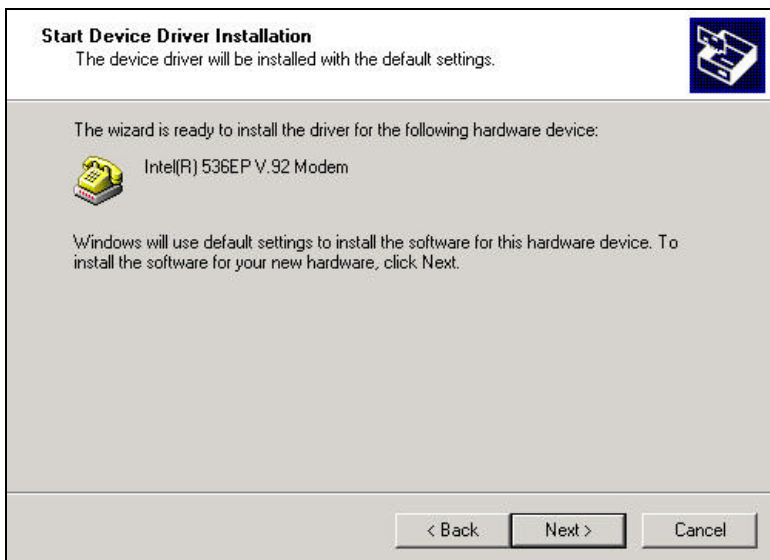 Start Device Driver Installation
The device driver will be installed with the default settings.
The wizard is ready to install the driver for the following hardware device:
Intel(R) 536EP V.92 Modem
Windows will use default settings to install the software for this hardware device. To
install the software for your new hardware, click Next.
< Back Next > Cancel